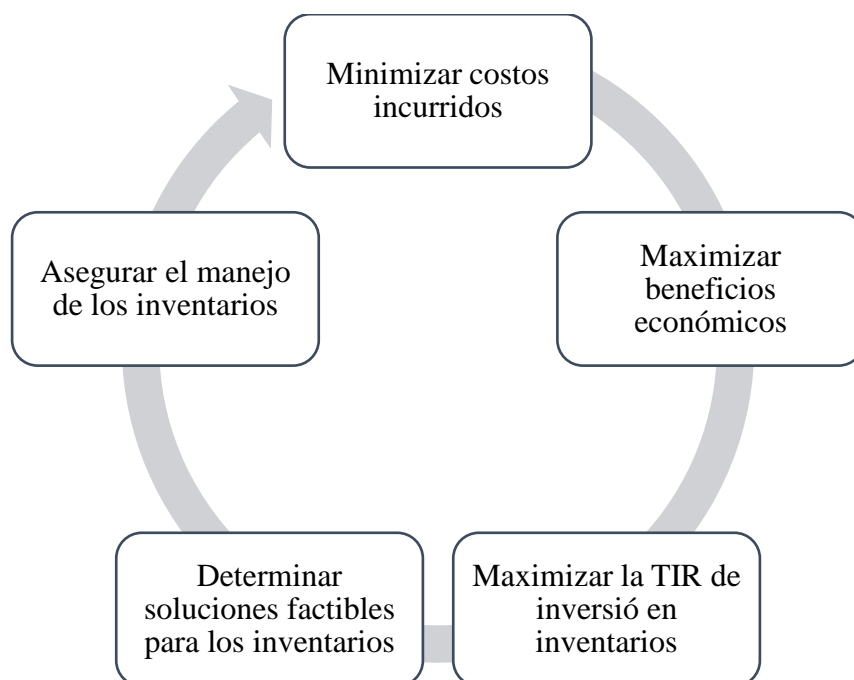 Minimizar costos
incurridos
Maximizar
beneficios
económicos
Maximizar la TIR de
inversió en
inventarios
Determinar
soluciones factibles
para los inventarios
Asegurar el manejo
de los inventarios